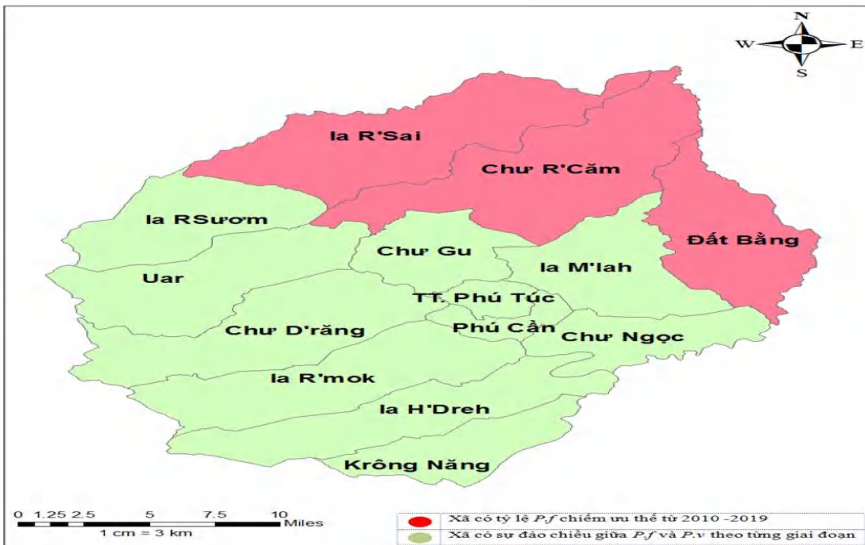 N
W E
S
Ia R'Sai
Chư R'Căm
Ia RSươm
Đất Bằng
Chư Gu
Ia M'lah
Uar
TT. Phú Túc
Chư D'răng
Phú Cần
Chư Ngọc
Ia R'mok
Ia H'Dreh
Krông Năng
0 1.25 2.5 5 7.5 10
Miles
1 cm = 3 km
Xã có tỷ lệ P.f chiếm ưu thế từ 2010 -2019
Xã có sự đảo chiều giữa P.f và P.v theo từng giai đoạn